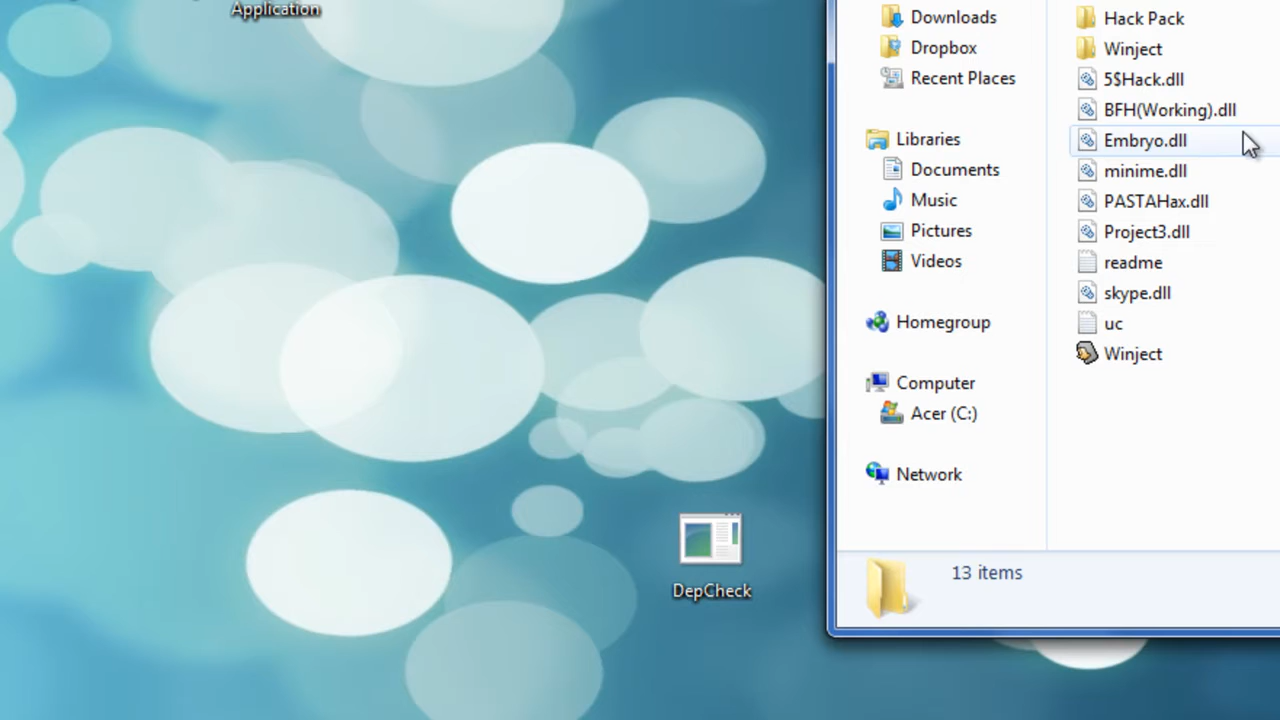 Application
DepCheck
Downloads
Dropbox
Recent Places
Libraries
Documents
Music
Pictures
Videos
Homegroup
Computer
Acer (C:)
Network
Hack Pack
Winject
5$Hack.dll
BFH(Working).dll
Embryo.dll
minime.dll
PASTAHax.dll
Project3.dll
readme
skype.dll
uc
Winject
13 items